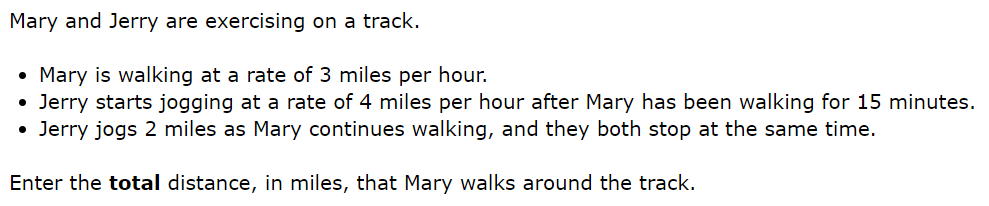 Mary and Jerry are exercising on a track.
• Mary is walking at a rate of 3 miles per hour.
• Jerry starts jogging at a rate of 4 miles per hour after Mary has been walking for 15 minutes.
• Jerry jogs 2 miles as Mary continues walking, and they both stop at the same time.
Enter the total distance, in miles, that Mary walks around the track.